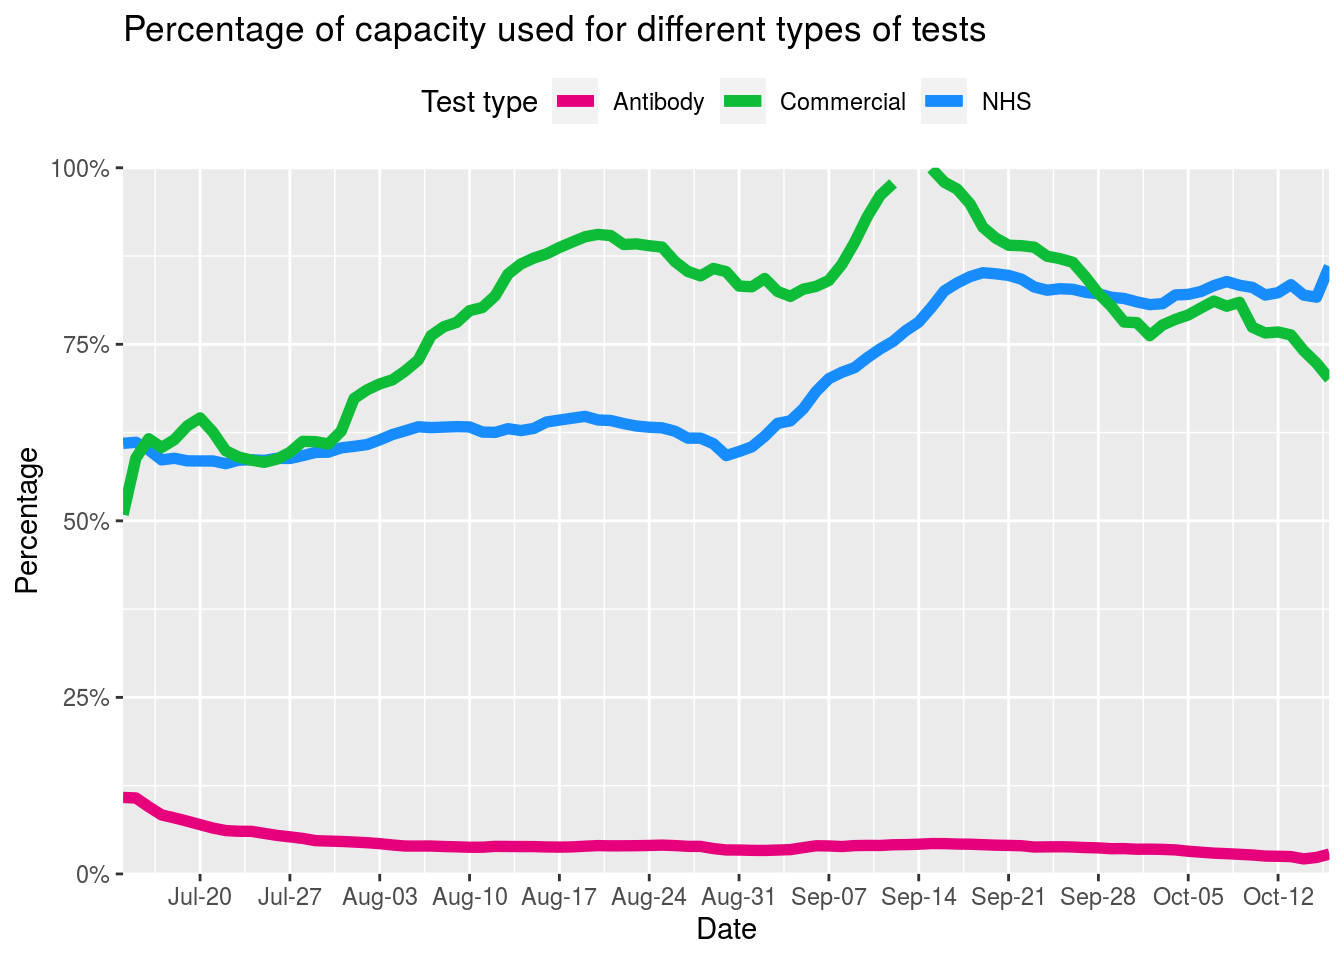 Percentage of capacity used for different types of tests
Test type Antibody Commercial NHS
100%
75%
50%
25%
0%
Percentage
Jul-20 Jul-27 Aug-03 Aug-10 Aug-17 Aug-24 Aug-31 Sep-07 Sep-14 Sep-21 Sep-28 Oct-05 Oct-12
Date